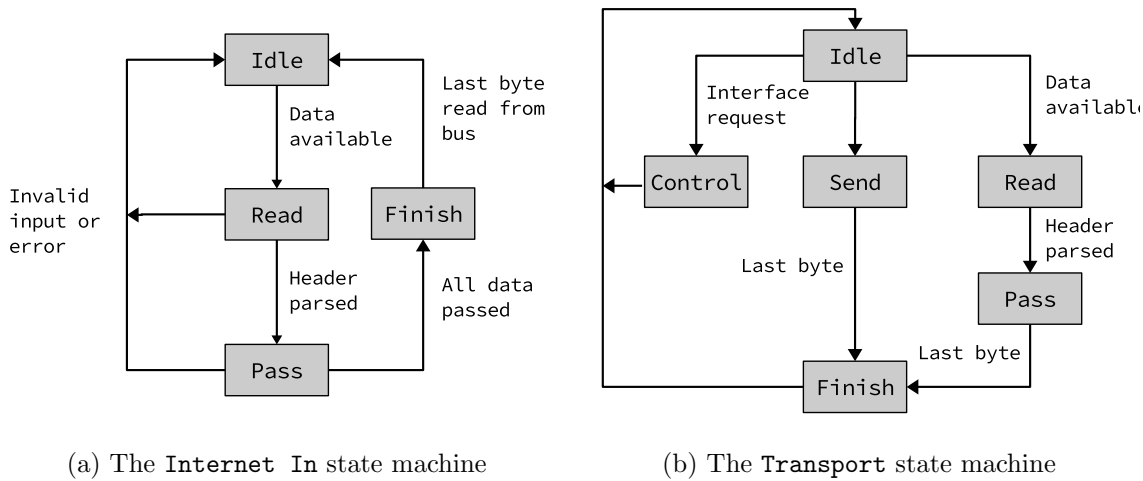 Idle
Last byte
read from
bus
Data
available
Invalid
input or
error
Read
Finish
Header
parsed
All data
passed
Pass
(a) The Internet In state machine
Idle
Interface
request
Data
available
Control
Send
Read
Header
parsed
Last byte
Pass
Last byte
Finish
(b) The Transport state machine